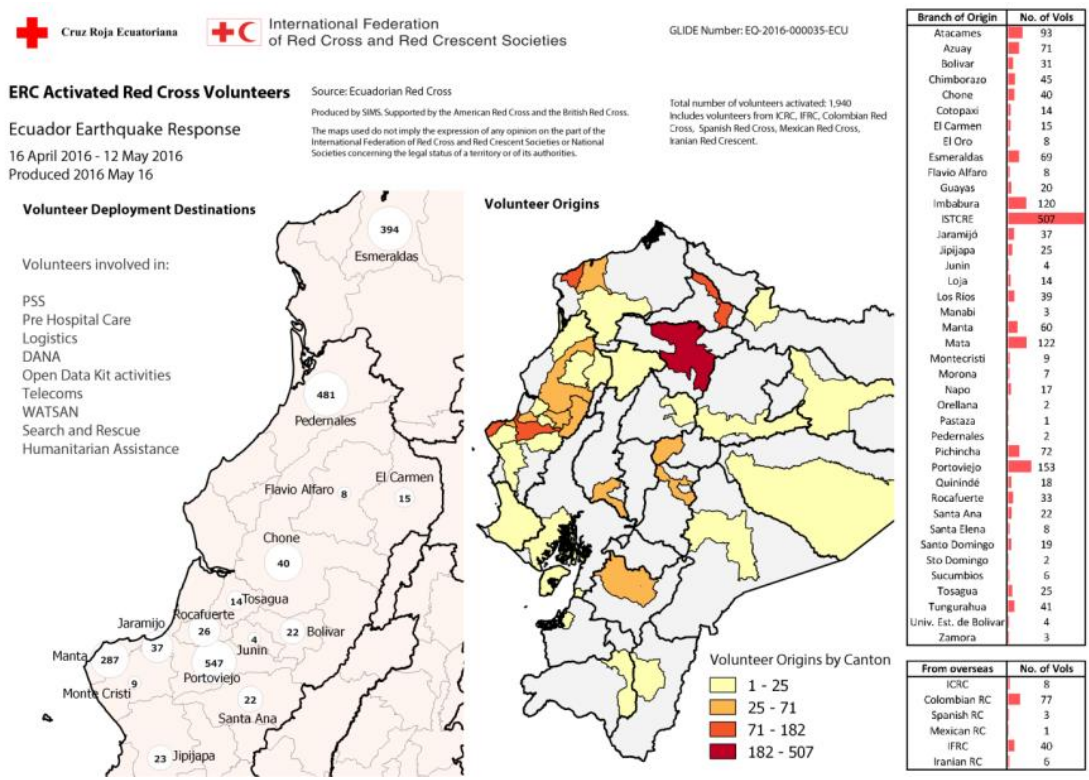 Cruz Roja Ecuatoriana
International Federation
of Red Cross and Red Crescent Societies
GLIDE Number: EQ-2016-000035-ECU
ERC Activated Red Cross Volunteers
Ecuador Earthquake Response
16 April 2016 - 12 May 2016
Produced 2016 May 16
Source: Ecuadorian Red Cross
Produced by SIMS. Supported by the American Red Cross and the British Red Cross.
The maps used do not imply the expression of any opinion on the part of the
International Federation of Red Cross and Red Crescent Societies or National
Societies concerning the legal status of a territory or of its authorities.
Total number of volunteers activated: 1,940
Includes volunteers from ICRC, IFRC, Colombian Red
Cross, Spanish Red Cross, Mexican Red Cross,
Iranian Red Crescent.
Volunteer Deployment Destinations
Volunteers involved in:
PSS
Pre Hospital Care
Logistics
DANA
Open Data Kit activities
Telecoms
WATSAN
Search and Rescue
Humanitarian Assistance
394
Esmeraldas
481
Pedernales
El Carmen
15
Flavio Alfaro 8
Chone
40
14 Tosagua
Rocafuerte
26
Jaramijo
37
4
Junin
22 Bolivar
Manta
287
547
Portoviejo
9
Monte Cristi
22
Santa Ana
23 Jipijapa
Volunteer Origins
Volunteer Origins by Canton
1 - 25
25 - 71
71 - 182
182 - 507
Branch of Origin No. of Vols
Atacames 93
Azuay 71
Bolivar 31
Chimborazo 45
Chone 40
Cotopaxi 14
El Carmen 15
El Oro 8
Esmeraldas 69
Flavio Alfaro 8
Guayas 20
Imbabura 120
ISTCRE 507
Jaramijó 37
Jipijapa 25
Junin 4
Loja 14
Los Ríos 39
Manabi 3
Manta 60
Mata 122
Montecristi 9
Morona 7
Napo 17
Orellana 2
Pastaza 1
Pedernales 2
Pichincha 72
Portoviejo 153
Quinindé 18
Rocafuerte 33
Santa Ana 22
Santa Elena 8
Santo Domingo 19
Sto Domingo 2
Sucumbios 6
Tosagua 25
Tungurahua 41
Univ. Est. de Bolivar 4
Zamora 3
From overseas No. of Vols
ICRC 8
Colombian RC 77
Spanish RC 3
Mexican RC 1
IFRC 40
Iranian RC 6